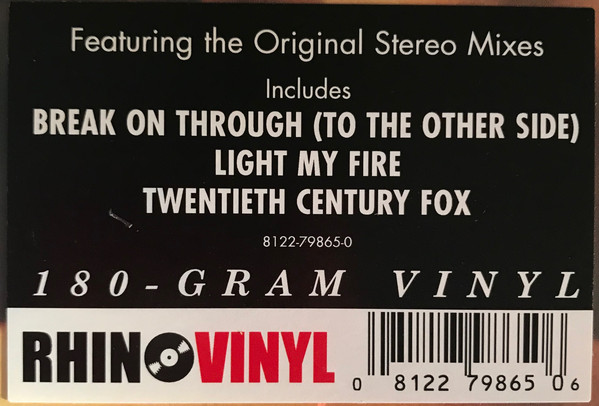 Featuring the Original Stereo Mixes
Includes
BREAK ON THROUGH (TO THE OTHER SIDE)
LIGHT MY FIRE
TWENTIETH CENTURY FOX
8122-79865-0
180-GRAM VINYL
RHINO VINYL
0 8122 79865 0 6